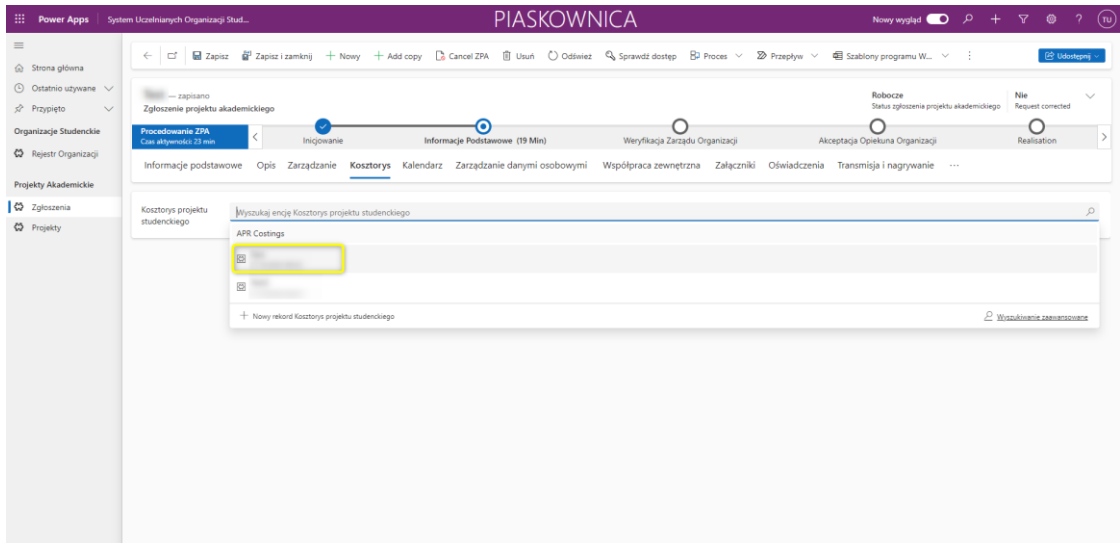 Power Apps System Uczelnianych Organizacji Stud... PIASKOWNICA Nowy wygląd ? TU
Zapisz Zapisz i zamknij Nowy Add copy Cancel ZPA Usuń Odśwież Sprawdź dostęp Proces Przepływ Szablony programu W... Udostępnij
Strona główna
Ostatnio używane
Przypięto
Organizacje Studenckie
Rejestr Organizacji
Projekty Akademickie
Zgłoszenia
Projekty
— zapisano
Zgłoszenie projektu akademickiego
Robocze
Status zgłoszenia projektu akademickiego
Nie
Request corrected
Procedowanie ZPA
Czas aktywności: 23 min
Inicjowanie Informacje Podstawowe (19 Min) Weryfikacja Zarządu Organizacji Akceptacja Opiekuna Organizacji Realisation
Informacje podstawowe Opis Zarządzanie Kosztorys Kalendarz Zarządzanie danymi osobowymi Współpraca zewnętrzna Załączniki Oświadczenia Transmisja i nagrywanie ...
Kosztorys projektu
studenckiego
Wyszukaj encję Kosztorys projektu studenckiego
APR Costings
Nowy rekord Kosztorys projektu studenckiego Wyszukiwanie zaawansowane